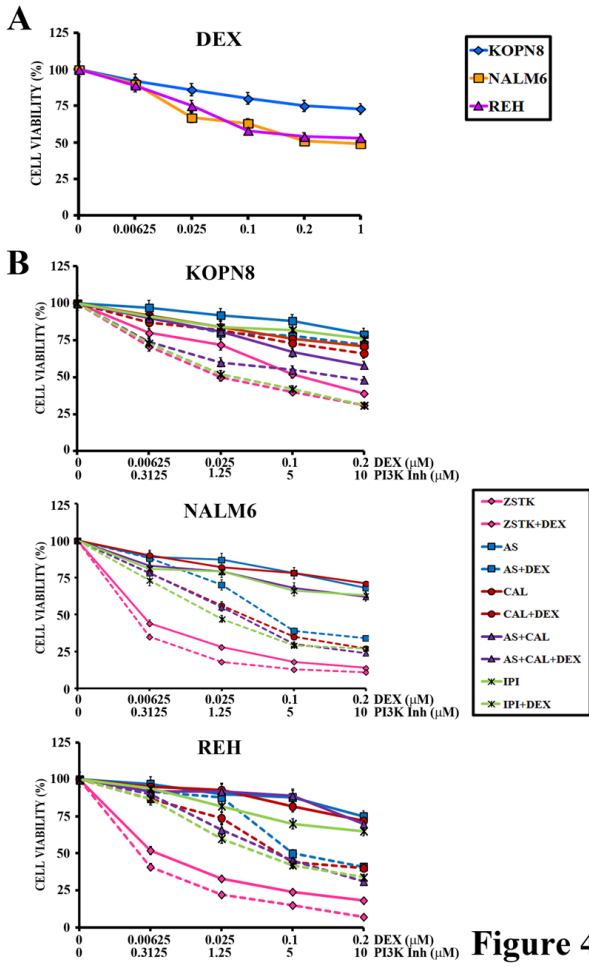 A
DEX
CELL VIABILITY (%)
125
100
75
50
25
0
0 0.00625 0.025 0.1 0.2 1
KOPN8
NALM6
REH
B
KOPN8
CELL VIABILITY (%)
125
100
75
50
25
0
0 0.00625 0.025 0.1 0.2 DEX (μM)
0 0.3125 1.25 5 10 PI3K Inh (μM)
NALM6
CELL VIABILITY (%)
125
100
75
50
25
0
0 0.00625 0.025 0.1 0.2 DEX (μM)
0 0.3125 1.25 5 10 PI3K Inh (μM)
ZSTK
ZSTK+DEX
AS
AS+DEX
CAL
CAL+DEX
AS+CAL
AS+CAL+DEX
IPI
IPI+DEX
REH
CELL VIABILITY (%)
125
100
75
50
25
0
0 0.00625 0.025 0.1 0.2 DEX (μM)
0 0.3125 1.25 5 10 PI3K Inh (μM)
Figure 4